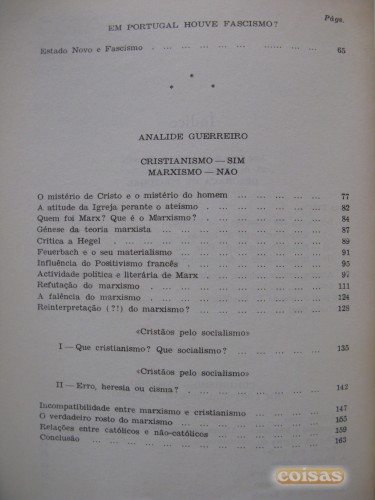 EM PORTUGAL HOUVE FASCISMO?
Págs.
Estado Novo e Fascismo . ... ... ... ... ...... ... ... 65
* * *
ANALIDE GUERREIRO
CRISTIANISMO — SIM
MARXISMO — NÃO
O mistério de Cristo e o mistério do homem ... ... ... ... ... 77
A atitude da Igreja perante o ateísmo ... ... ... ... ... ... 82
Quem foi Marx? Que é o Marxismo? ... ... ... ... ... ... 84
Génese da teoria marxista ... ... ... ... ... ... ... ... 87
Crítica a Hegel ... ... ... ... ... ... ... ... ... ... 89
Feuerbach e o seu materialismo ... ... ... ... ... ... ... 91
Influência do Positivismo francês ... ... ... ... ... ... ... 95
Actividade política e literária de Marx ... ... ... ... ... ... 97
Refutação do marxismo ... ... ... ... ... ... ... ... ... 111
A falência do marxismo ... ... ... ... ... ... ... ... ... 124
Reinterpretação (?!) do marxismo? ... ... ... ... ... ... ... 128
«Cristãos pelo socialismo»
I — Que cristianismo? Que socialismo? ... ... ... ... ... 135
«Cristãos pelo socialismo»
II — Erro, heresia ou cisma? ... ... ... ... ... ... ... 142
Incompatibilidade entre marxismo e cristianismo ... ... ... ... 147
O verdadeiro rosto do marxismo ... ... ... ... ... ... ... 153
Relações entre católicos e não-católicos ... ... ... ... ... ... 159
Conclusão ... ... ... ... ... ... ... ... ... ... ... 163
coisas